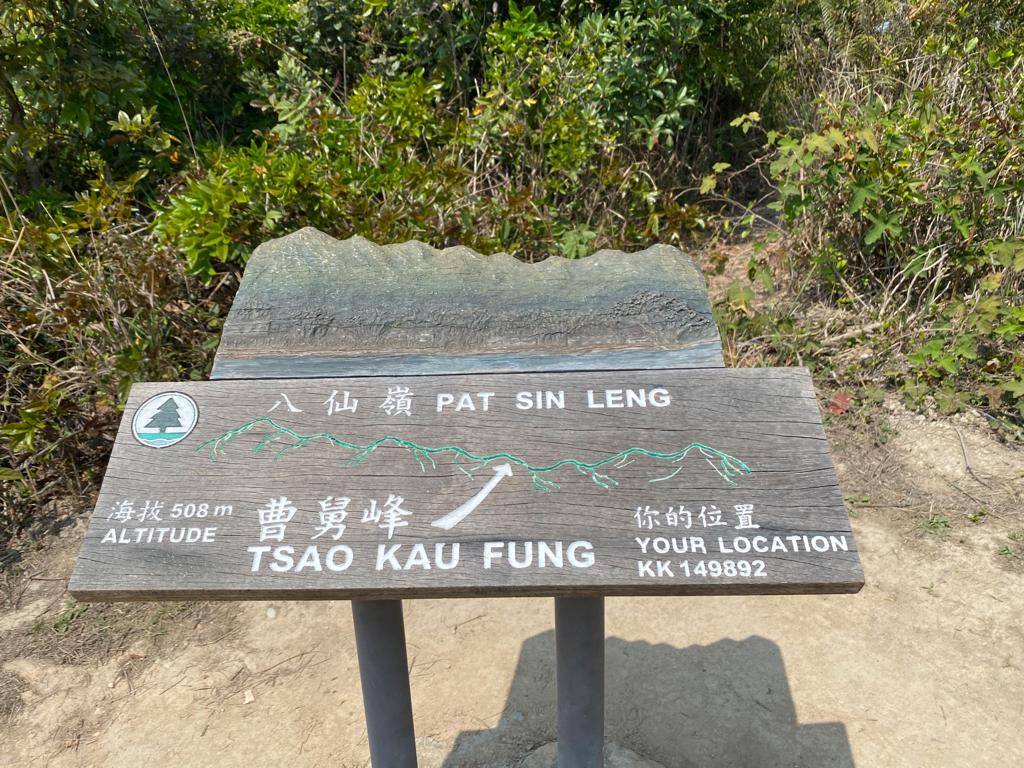 八仙嶺 PAT SIN LENG
海拔 508 m
ALTITUDE
曹舅峰
TSAO KAU FUNG
你的位置
YOUR LOCATION
KK 149892